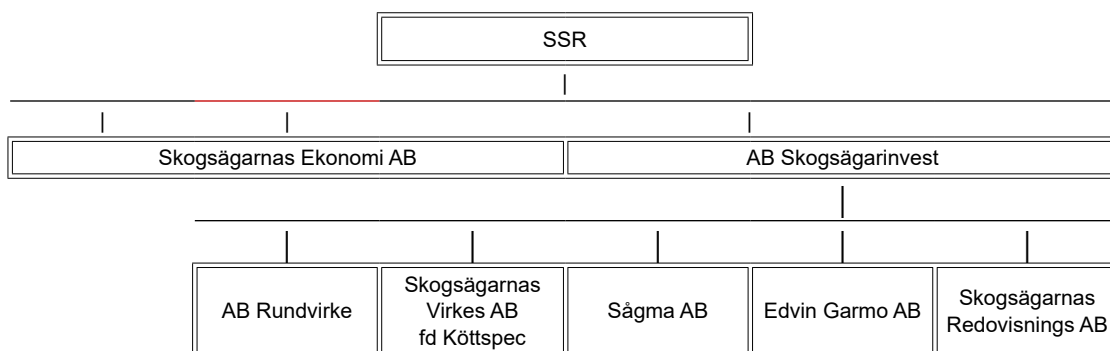 SSR
Skogsägarnas Ekonomi AB
AB Skogsägarinvest
AB Rundvirke
Skogsägarnas
Virkes AB
fd Köttspec
Sågma AB
Edvin Garmo AB
Skogsägarnas
Redovisnings AB